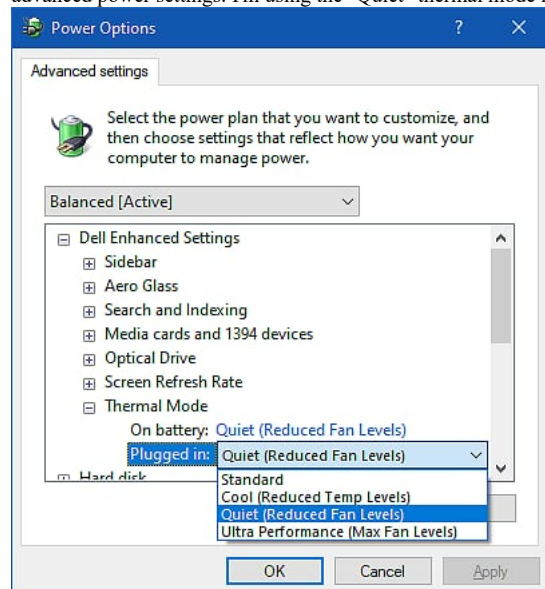 advanced power settings. I'm using the "Quiet" thermal mode
Power Options
Advanced settings
Select the power plan that you want to customize, and
then choose settings that reflect how you want your
computer to manage power.
Balanced [Active]
Dell Enhanced Settings
Sidebar
Aero Glass
Search and Indexing
Media cards and 1394 devices
Optical Drive
Screen Refresh Rate
Thermal Mode
On battery: Quiet (Reduced Fan Levels)
Plugged in: Quiet (Reduced Fan Levels)
Hard disk
Standard
Cool (Reduced Temp Levels)
Quiet (Reduced Fan Levels)
Ultra Performance (Max Fan Levels)
OK Cancel Apply